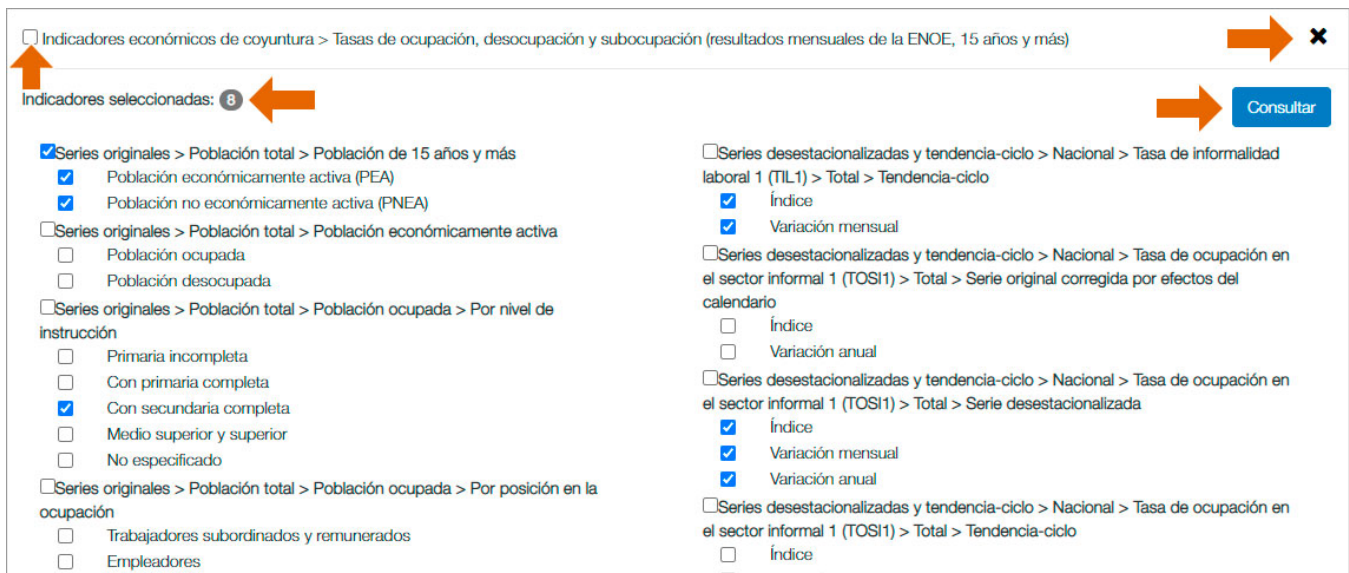 Indicadores económicos de coyuntura > Tasas de ocupación, desocupación y subocupación (resultados mensuales de la ENOE, 15 años y más)
Indicadores seleccionadas: 8
Consultar
Series originales > Población total > Población de 15 años y más
Población económicamente activa (PEA)
Población no económicamente activa (PNEA)
Series originales > Población total > Población económicamente activa
Población ocupada
Población desocupada
Series originales > Población total > Población ocupada > Por nivel de
instrucción
Primaria incompleta
Con primaria completa
Con secundaria completa
Medio superior y superior
No especificado
Series originales > Población total > Población ocupada > Por posición en la
ocupación
Trabajadores subordinados y remunerados
Empleadores
Series desestacionalizadas y tendencia-ciclo > Nacional > Tasa de informalidad
laboral 1 (TIL1) > Total > Tendencia-ciclo
Índice
Variación mensual
Series desestacionalizadas y tendencia-ciclo > Nacional > Tasa de ocupación en
el sector informal 1 (TOSI1) > Total > Serie original corregida por efectos del
calendario
Índice
Variación anual
Series desestacionalizadas y tendencia-ciclo > Nacional > Tasa de ocupación en
el sector informal 1 (TOSI1) > Total > Serie desestacionalizada
Índice
Variación mensual
Variación anual
Series desestacionalizadas y tendencia-ciclo > Nacional > Tasa de ocupación en
el sector informal 1 (TOSI1) > Total > Tendencia-ciclo
Índice